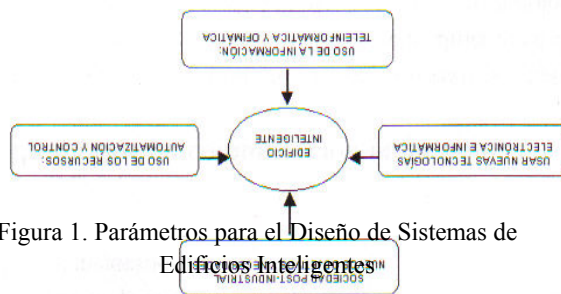 USO DE LA INFORMACIÓN:
TELEINFORMÁTICA Y OFIMÁTICA
USO DE LOS RECURSOS:
AUTOMATIZACIÓN Y CONTROL
EDIFICIO
INTELIGENTE
USAR NUEVAS TECNOLOGÍAS
ELECTRÓNICA E INFORMÁTICA
SOCIEDAD POST-INDUSTRIAL
Figura 1. Parámetros para el Diseño de Sistemas de
Edificios Inteligentes